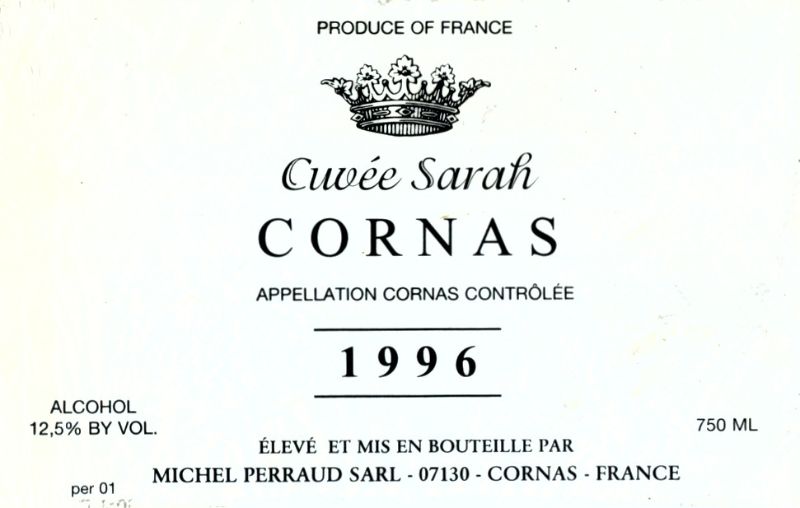 PRODUCE OF FRANCE
Cuvée Sarah
CORNAS
APPELLATION CORNAS CONTRÔLÉE
1996
ALCOHOL
12,5% BY VOL.
750 ML
ÉLEVÉ ET MIS EN BOUTEILLE PAR
MICHEL PERRAUD SARL - 07130 - CORNAS - FRANCE
per 01